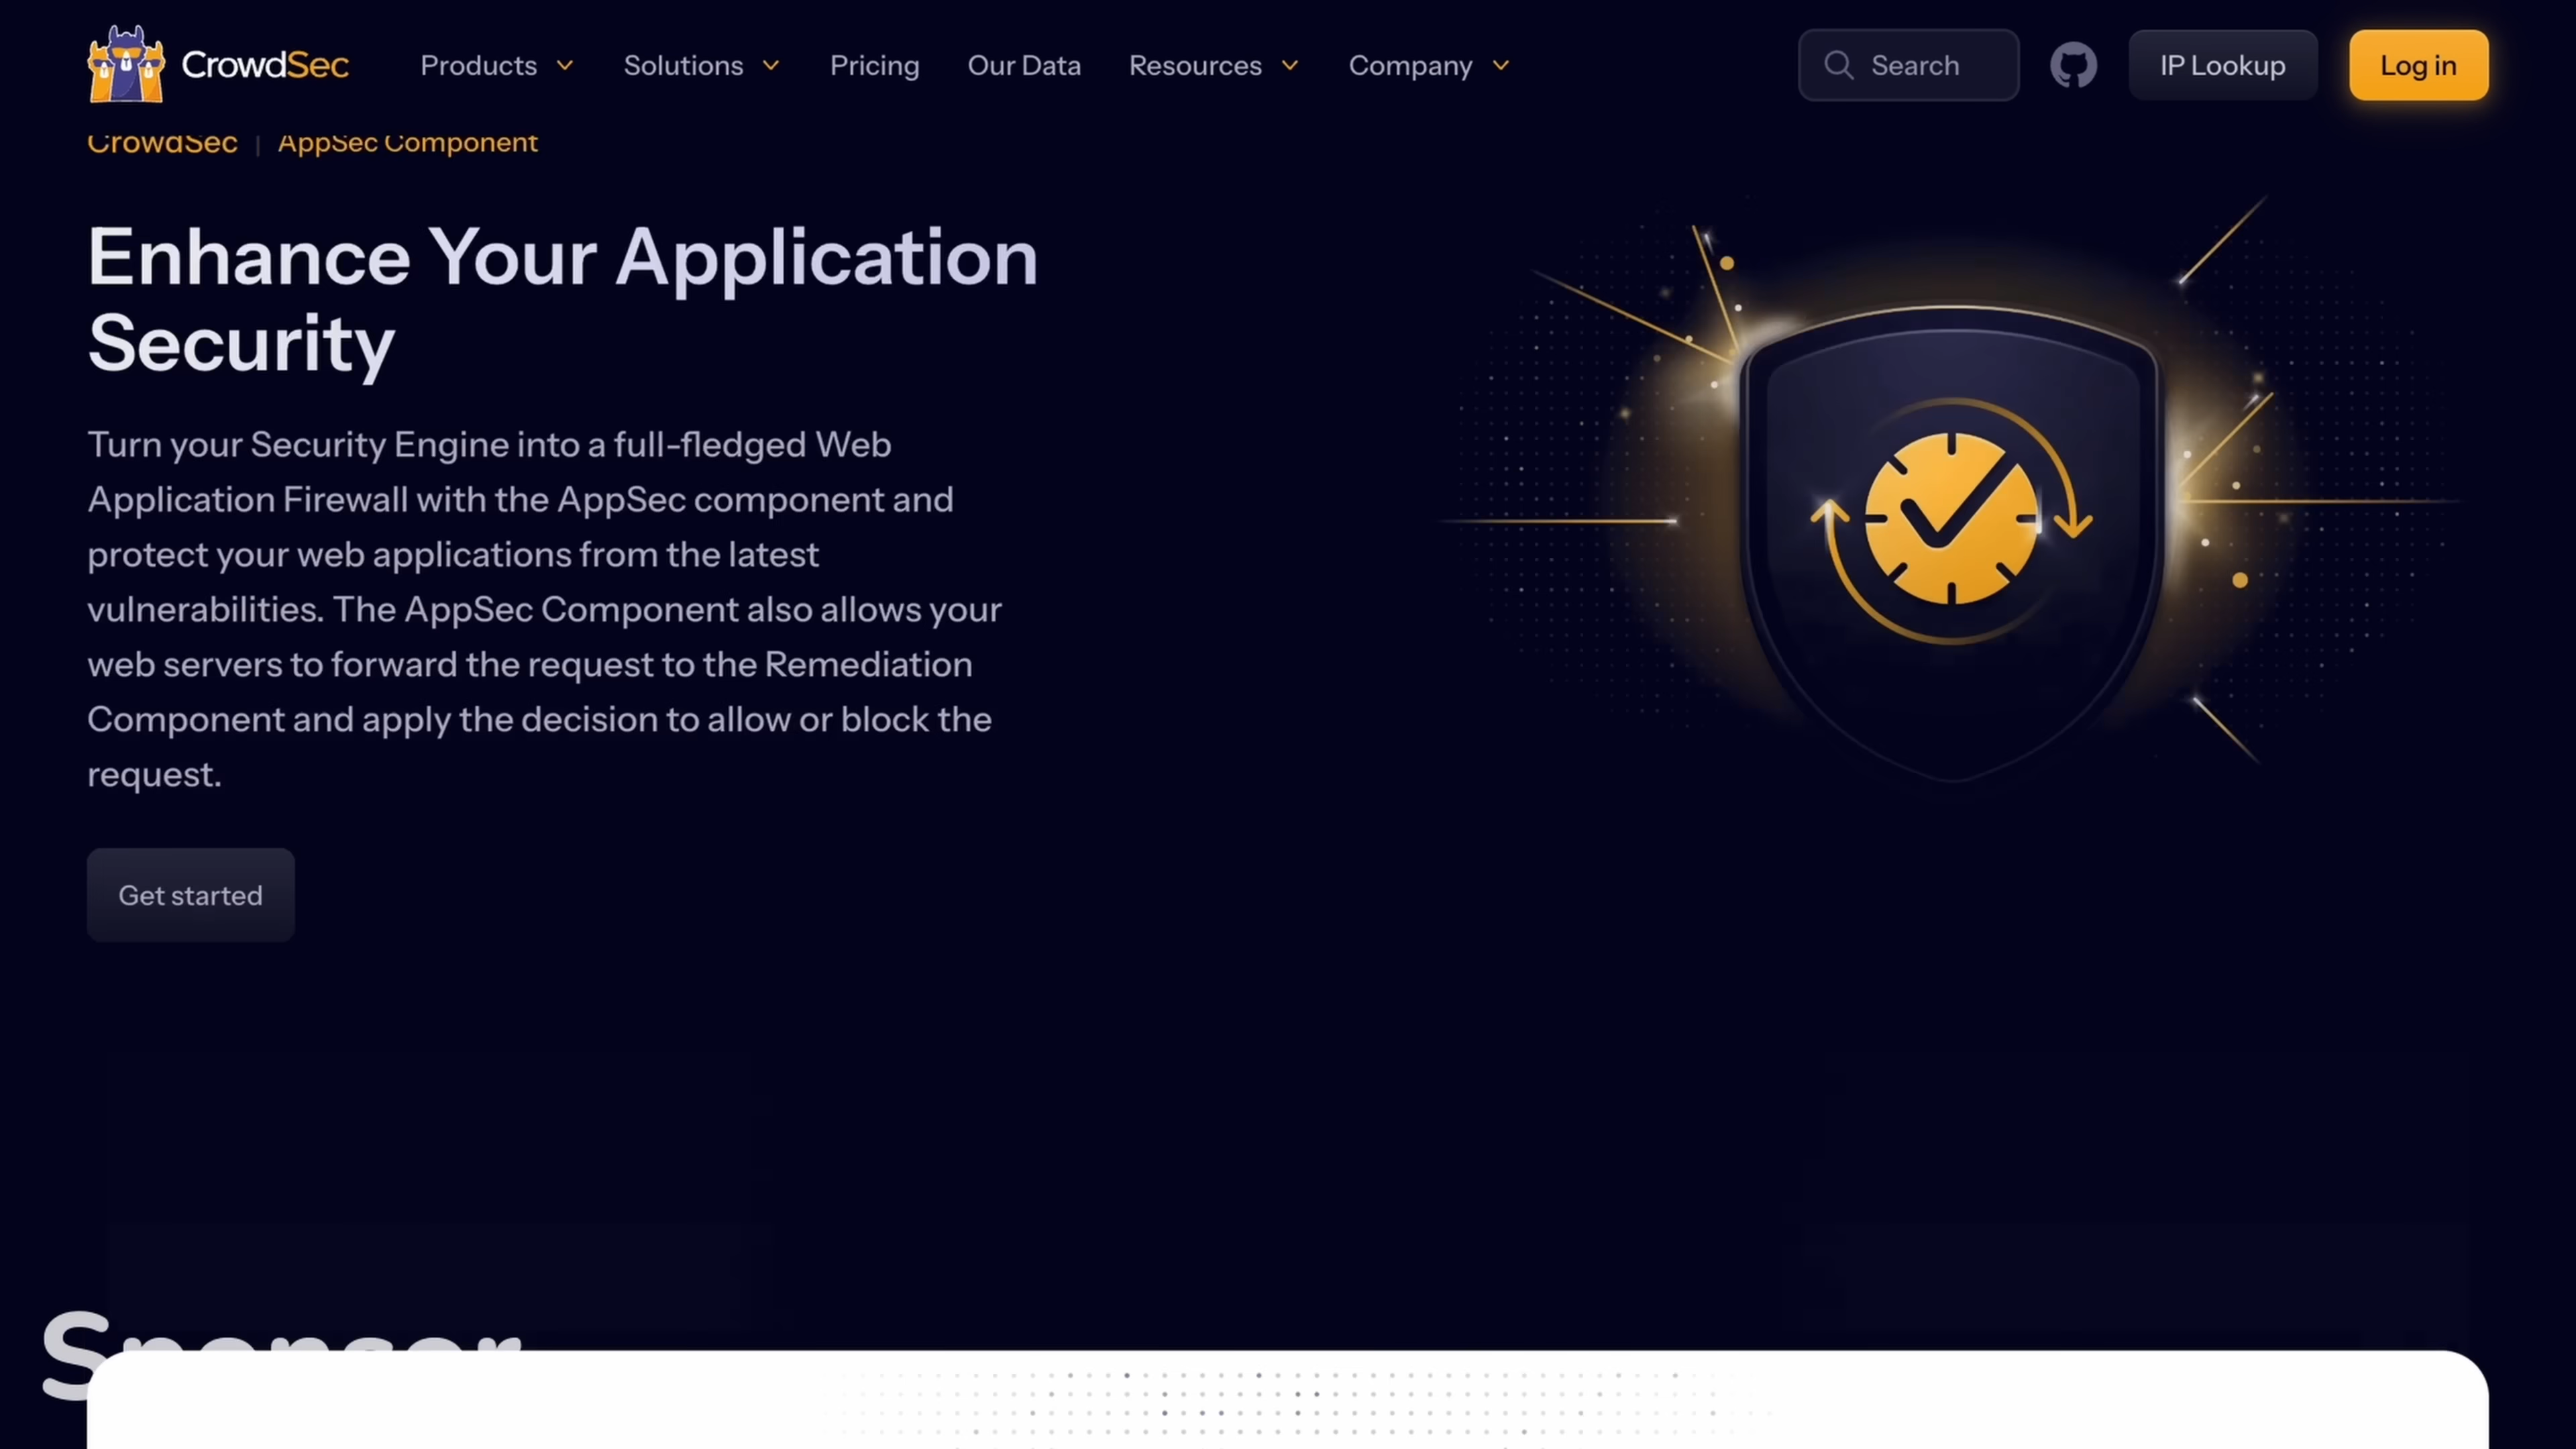 CrowdSec
Products
Solutions
Pricing
Our Data
Resources
Company
Search
IP Lookup
Log in
CrowdSec | AppSec Component
Enhance Your Application
Security
Turn your Security Engine into a full-fledged Web
Application Firewall with the AppSec component and
protect your web applications from the latest
vulnerabilities. The AppSec Component also allows your
web servers to forward the request to the Remediation
Component and apply the decision to allow or block the
request.
Get started
Sponsor